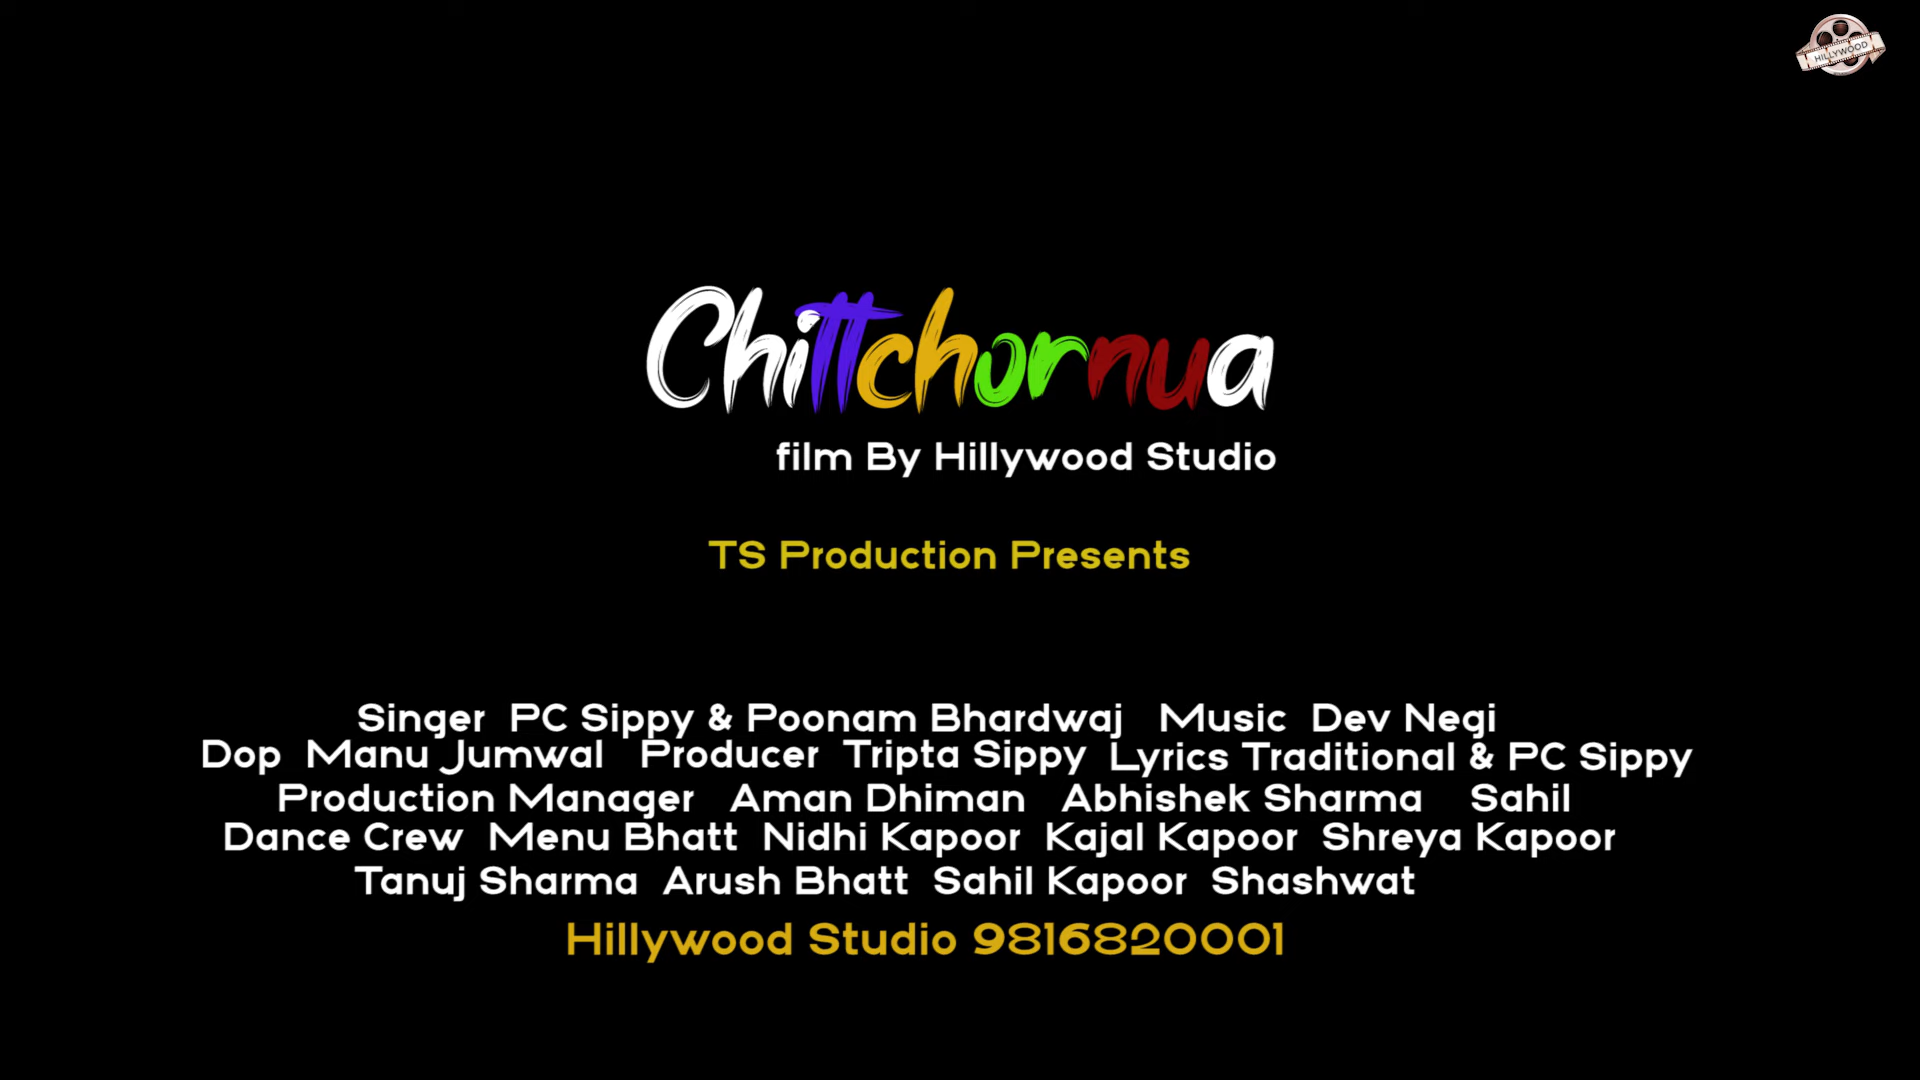 HILLYWOOD
Chittchornua
film By Hillywood Studio
TS Production Presents
Singer PC Sippy & Poonam Bhardwaj Music Dev Negi
Dop Manu Jumwal Producer Tripta Sippy Lyrics Traditional & PC Sippy
Production Manager Aman Dhiman Abhishek Sharma Sahil
Dance Crew Menu Bhatt Nidhi Kapoor Kajal Kapoor Shreya Kapoor
Tanuj Sharma Arush Bhatt Sahil Kapoor Shashwat
Hillywood Studio 9816820001